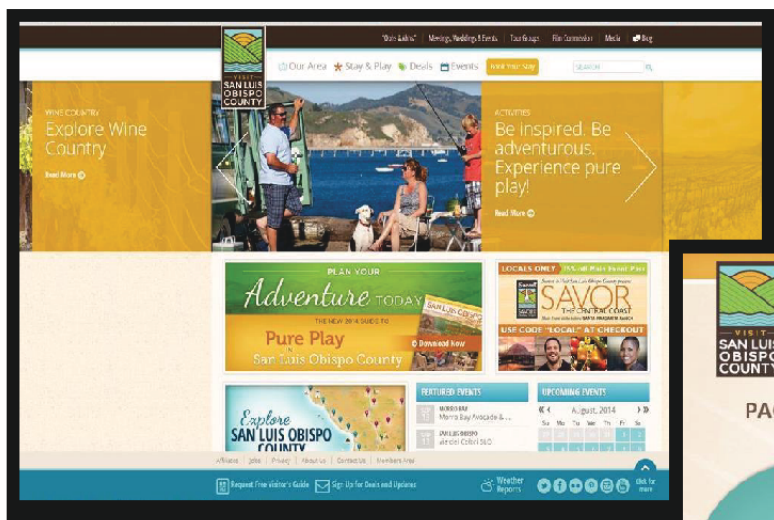 Meetings, Weddings & Events
Tour Groups
Film Commission
Media
Blog
VISIT
SAN LUIS
OBISPO
COUNTY
Our Area
Stay & Play
Deals
Events
Book Your Stay
SEARCH
WINE COUNTRY
Explore Wine
Country
Read More
ACTIVITIES
Be inspired. Be
adventurous.
Experience pure
play!
Read More
PLAN YOUR
Adventure TODAY
THE NEW 2014 GUIDE TO
Pure Play
in
San Luis Obispo County
Download Now
LOCALS ONLY
SAVOR
THE CENTRAL COAST
USE CODE "LOCAL" AT CHECKOUT
Explore
SAN LUIS OBISPO
COUNTY
FEATURED EVENTS
MORRO BAY
Morro Bay Avocado & ...
SAN LUIS OBISPO
UPCOMING EVENTS
August, 2014
Su Mo Tu We Th Fr Sa
Jobs
Privacy
About Us
Contact Us
Members Area
Request Free Visitor's Guide
Sign Up for Deals and Updates
Weather
Reports
click for
more
VISIT
SAN LUIS
OBISPO
COUNTY
PA